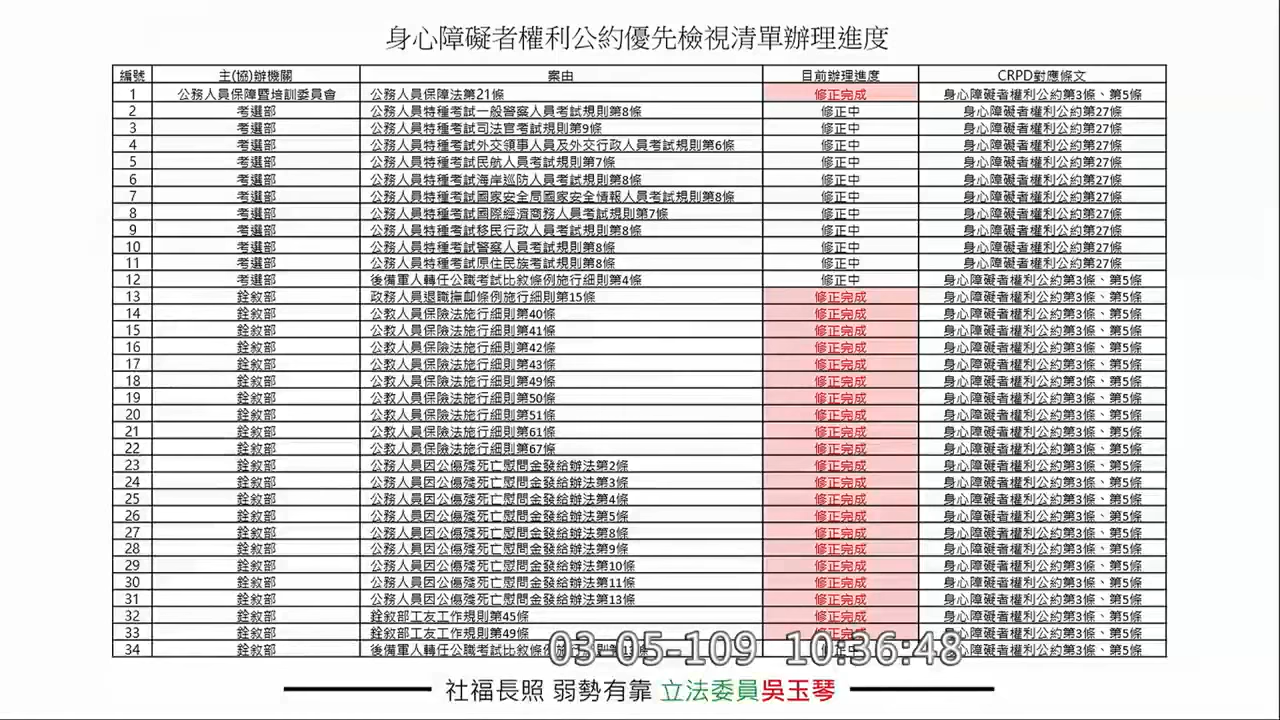 身心障礙者權利公約優先檢視清單辦理進度
編號 主(協)辦機關 案由 目前辦理進度 CRPD對應條文
1 公務人員保障暨培訓委員會 公務人員保障法第21條 修正完成 身心障礙者權利公約第3條、第5條
2 考選部 公務人員特種考試一般警察人員考試規則第8條 修正中 身心障礙者權利公約第27條
3 考選部 公務人員特種考試司法官考試規則第9條 修正中 身心障礙者權利公約第27條
4 考選部 公務人員特種考試外交領事人員及外交行政人員考試規則第6條 修正中 身心障礙者權利公約第27條
5 考選部 公務人員特種考試民航人員考試規則第7條 修正中 身心障礙者權利公約第27條
6 考選部 公務人員特種考試海岸巡防人員考試規則第8條 修正中 身心障礙者權利公約第27條
7 考選部 公務人員特種考試國家安全局國家安全情報人員考試規則第8條 修正中 身心障礙者權利公約第27條
8 考選部 公務人員特種考試國際經濟商務人員考試規則第7條 修正中 身心障礙者權利公約第27條
9 考選部 公務人員特種考試移民行政人員考試規則第8條 修正中 身心障礙者權利公約第27條
10 考選部 公務人員特種考試警察人員考試規則第8條 修正中 身心障礙者權利公約第27條
11 考選部 公務人員特種考試原住民族考試規則第8條 修正中 身心障礙者權利公約第27條
12 考選部 後備軍人轉任公職考試比敘條例施行細則第4條 修正中 身心障礙者權利公約第3條、第5條
13 銓敘部 政務人員退職撫卹條例施行細則第15條 修正完成 身心障礙者權利公約第3條、第5條
14 銓敘部 公教人員保險法施行細則第40條 修正完成 身心障礙者權利公約第3條、第5條
15 銓敘部 公教人員保險法施行細則第41條 修正完成 身心障礙者權利公約第3條、第5條
16 銓敘部 公教人員保險法施行細則第42條 修正完成 身心障礙者權利公約第3條、第5條
17 銓敘部 公教人員保險法施行細則第43條 修正完成 身心障礙者權利公約第3條、第5條
18 銓敘部 公教人員保險法施行細則第49條 修正完成 身心障礙者權利公約第3條、第5條
19 銓敘部 公教人員保險法施行細則第50條 修正完成 身心障礙者權利公約第3條、第5條
20 銓敘部 公教人員保險法施行細則第51條 修正完成 身心障礙者權利公約第3條、第5條
21 銓敘部 公教人員保險法施行細則第61條 修正完成 身心障礙者權利公約第3條、第5條
22 銓敘部 公教人員保險法施行細則第67條 修正完成 身心障礙者權利公約第3條、第5條
23 銓敘部 公務人員因公傷殘死亡慰問金發給辦法第2條 修正完成 身心障礙者權利公約第3條、第5條
24 銓敘部 公務人員因公傷殘死亡慰問金發給辦法第3條 修正完成 身心障礙者權利公約第3條、第5條
25 銓敘部 公務人員因公傷殘死亡慰問金發給辦法第4條 修正完成 身心障礙者權利公約第3條、第5條
26 銓敘部 公務人員因公傷殘死亡慰問金發給辦法第5條 修正完成 身心障礙者權利公約第3條、第5條
27 銓敘部 公務人員因公傷殘死亡慰問金發給辦法第8條 修正完成 身心障礙者權利公約第3條、第5條
28 銓敘部 公務人員因公傷殘死亡慰問金發給辦法第9條 修正完成 身心障礙者權利公約第3條、第5條
29 銓敘部 公務人員因公傷殘死亡慰問金發給辦法第10條 修正完成 身心障礙者權利公約第3條、第5條
30 銓敘部 公務人員因公傷殘死亡慰問金發給辦法第11條 修正完成 身心障礙者權利公約第3條、第5條
31 銓敘部 公務人員因公傷殘死亡慰問金發給辦法第13條 修正完成 身心障礙者權利公約第3條、第5條
32 銓敘部 銓敘部工友工作規則第45條 修正完成 身心障礙者權利公約第3條、第5條
33 銓敘部 銓敘部工友工作規則第49條 修正完成 身心障礙者權利公約第3條、第5條
34 銓敘部 後備軍人轉任公職考試比敘條 身心障礙者權利公約第3條、第5條
03-05-109 10:36:48
社福長照 弱勢有靠 立法委員吳玉琴